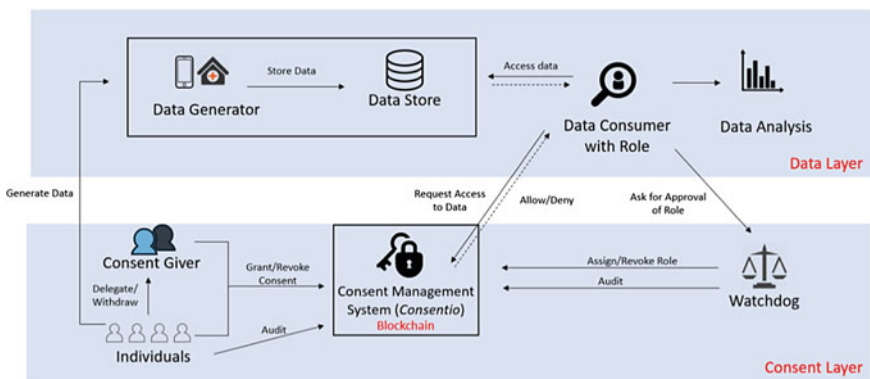 Store Data
Data Generator
Data Store
Access data
Data Consumer
with Role
Data Analysis
Data Layer
Generate Data
Request Access
to Data
Allow/Deny
Ask for Approval
of Role
Consent Giver
Delegate/
Withdraw
Grant/Revoke
Consent
Individuals
Audit
Consent Management
System (Consentio)
Blockchain
Assign/Revoke Role
Audit
Watchdog
Consent Layer